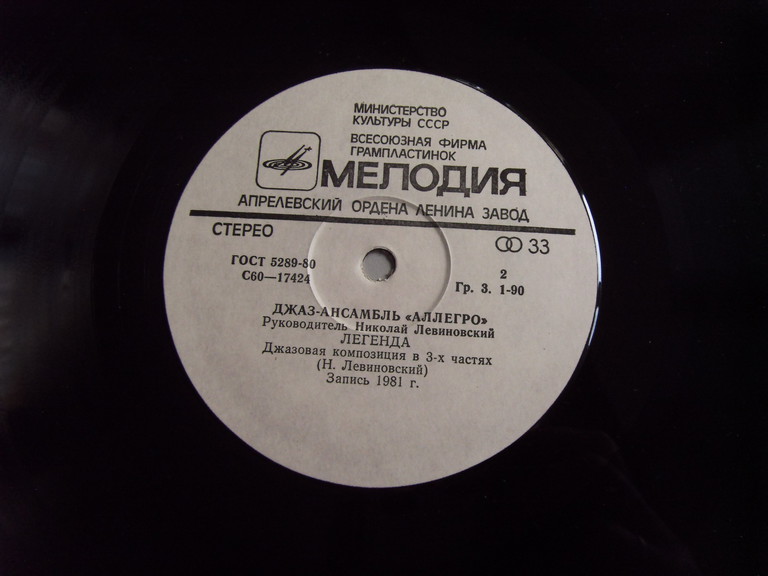 МИНИСТЕРСТВО
КУЛЬТУРЫ СССР
ВСЕСОЮЗНАЯ ФИРМА
ГРАМПЛАСТИНОК
МЕЛОДИЯ
АПРЕЛЕВСКИЙ ОРДЕНА ЛЕНИНА ЗАВОД
СТЕРЕО
33
ГОСТ 5289-80
С60—17424
2
Гр. 3. 1-90
ДЖАЗ-АНСАМБЛЬ «АЛЛЕГРО»
Руководитель Николай Левиновский
ЛЕГЕНДА
Джазовая композиция в 3-х частях
(Н. Левиновский)
Запись 1981 г.